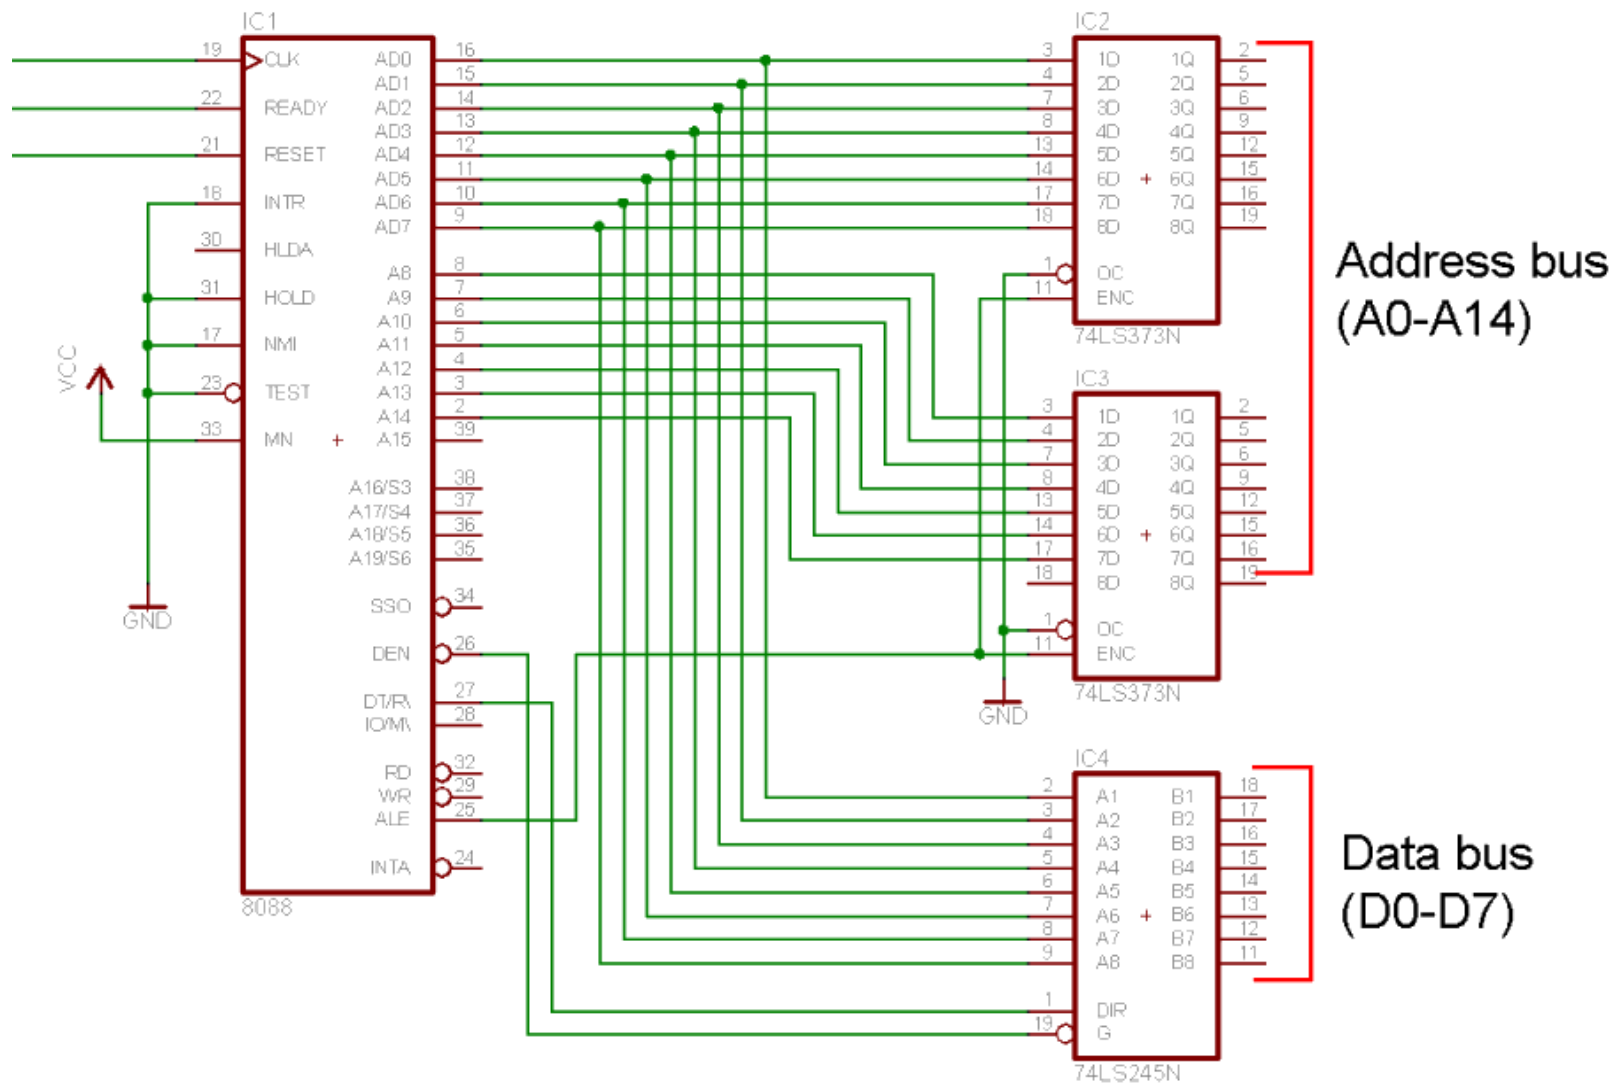 IC1
19 CLK
22 READY
21 RESET
18 INTR
30 HLDA
31 HOLD
17 NMI
23 TEST
33 MN
VCC
GND
AD0 16
AD1 15
AD2 14
AD3 13
AD4 12
AD5 11
AD6 10
AD7 9
A8 8
A9 7
A10 6
A11 5
A12 4
A13 3
A14 2
A15 39
A16/S3 38
A17/S4 37
A18/S5 36
A19/S6 35
SSO 34
DEN 26
DT/R\ 27
IO/M\ 28
RD 32
WR 29
ALE 25
INTA 24
8088
IC2
3 1D 1Q 2
4 2D 2Q 5
7 3D 3Q 6
8 4D 4Q 9
13 5D 5Q 12
14 6D 6Q 15
17 7D 7Q 16
18 8D 8Q 19
1 OC
11 ENC
74LS373N
Address bus
(A0-A14)
IC3
3 1D 1Q 2
4 2D 2Q 5
7 3D 3Q 6
8 4D 4Q 9
13 5D 5Q 12
14 6D 6Q 15
17 7D 7Q 16
18 8D 8Q 19
1 OC
11 ENC
74LS373N
GND
IC4
2 A1 B1 18
3 A2 B2 17
4 A3 B3 16
5 A4 B4 15
6 A5 B5 14
7 A6 B6 13
8 A7 B7 12
9 A8 B8 11
1 DIR
19 G
74LS245N
Data bus
(D0-D7)